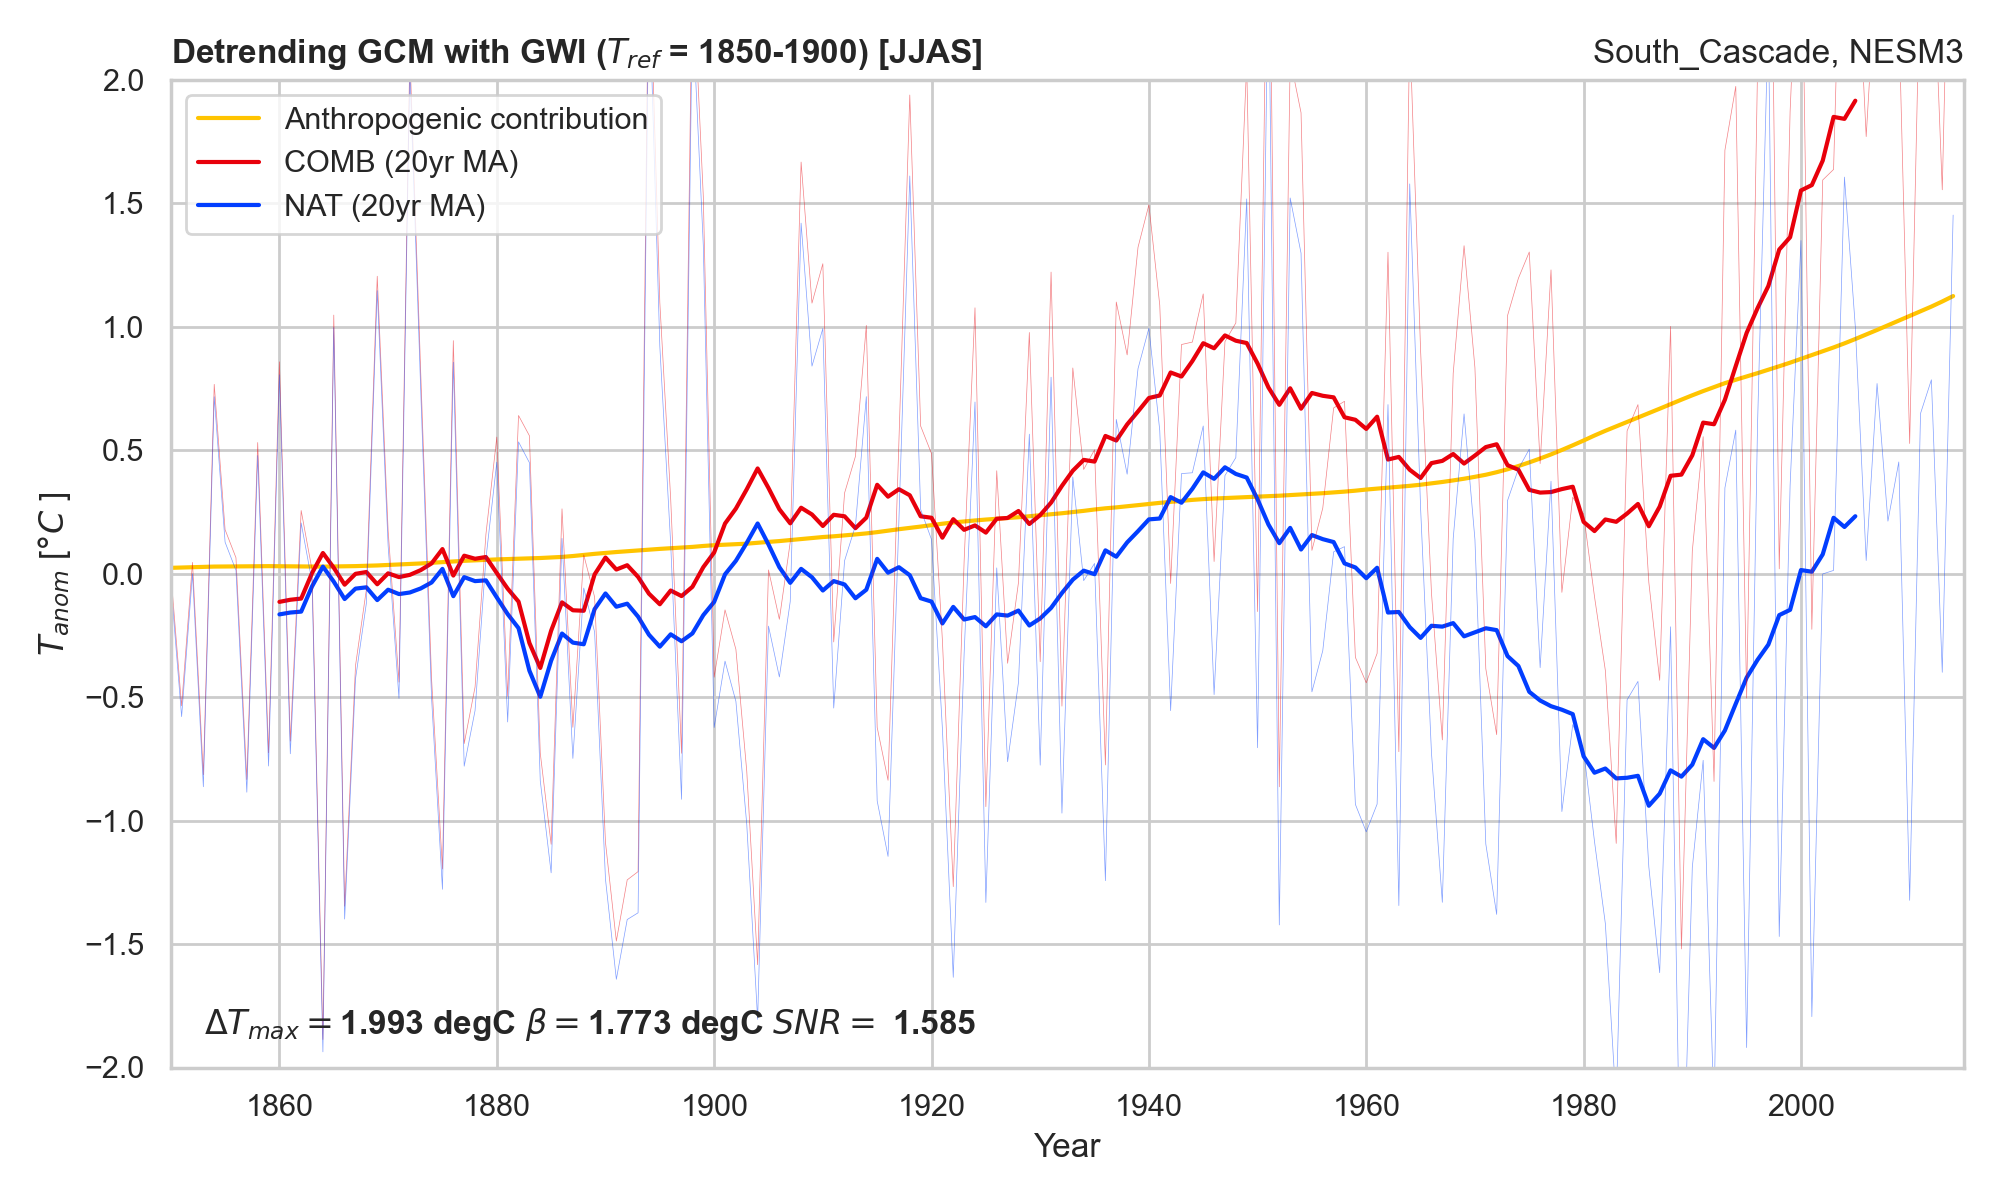 Detrending GCM with GWI (T_ref = 1850-1900) [JJAS]
South_Cascade, NESM3
2.0
1.5
1.0
0.5
0.0
−0.5
−1.0
−1.5
−2.0
T_anom [°C]
Anthropogenic contribution
COMB (20yr MA)
NAT (20yr MA)
ΔT_max = 1.993 degC β = 1.773 degC SNR = 1.585
1860 1880 1900 1920 1940 1960 1980 2000
Year